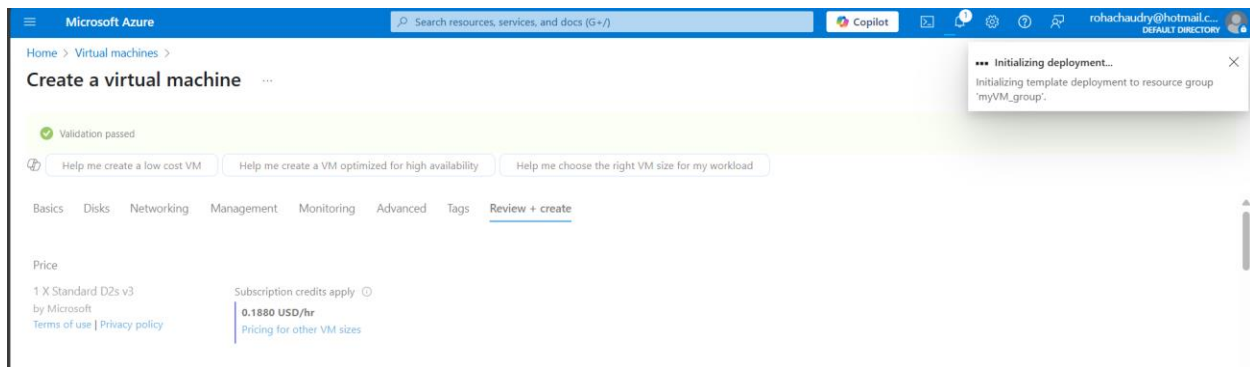 Microsoft Azure
Search resources, services, and docs (G+/)
Copilot
1
rohachaudry@hotmail.c...
DEFAULT DIRECTORY
Home > Virtual machines >
Create a virtual machine ...
••• Initializing deployment...
Initializing template deployment to resource group
'myVM_group'.
Validation passed
Help me create a low cost VM
Help me create a VM optimized for high availability
Help me choose the right VM size for my workload
Basics Disks Networking Management Monitoring Advanced Tags Review + create
Price
1 X Standard D2s v3
by Microsoft
Terms of use | Privacy policy
Subscription credits apply
0.1880 USD/hr
Pricing for other VM sizes